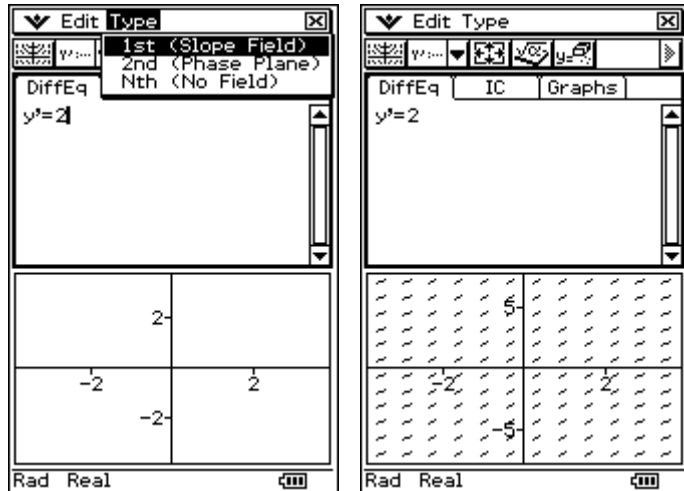 Edit Type
1st (Slope Field)
2nd (Phase Plane)
Nth (No Field)
DiffEq
y'=2
2
-2
2
-2
Rad Real
Edit Type
DiffEq IC Graphs
y'=2
5
-2
2
-5
Rad Real